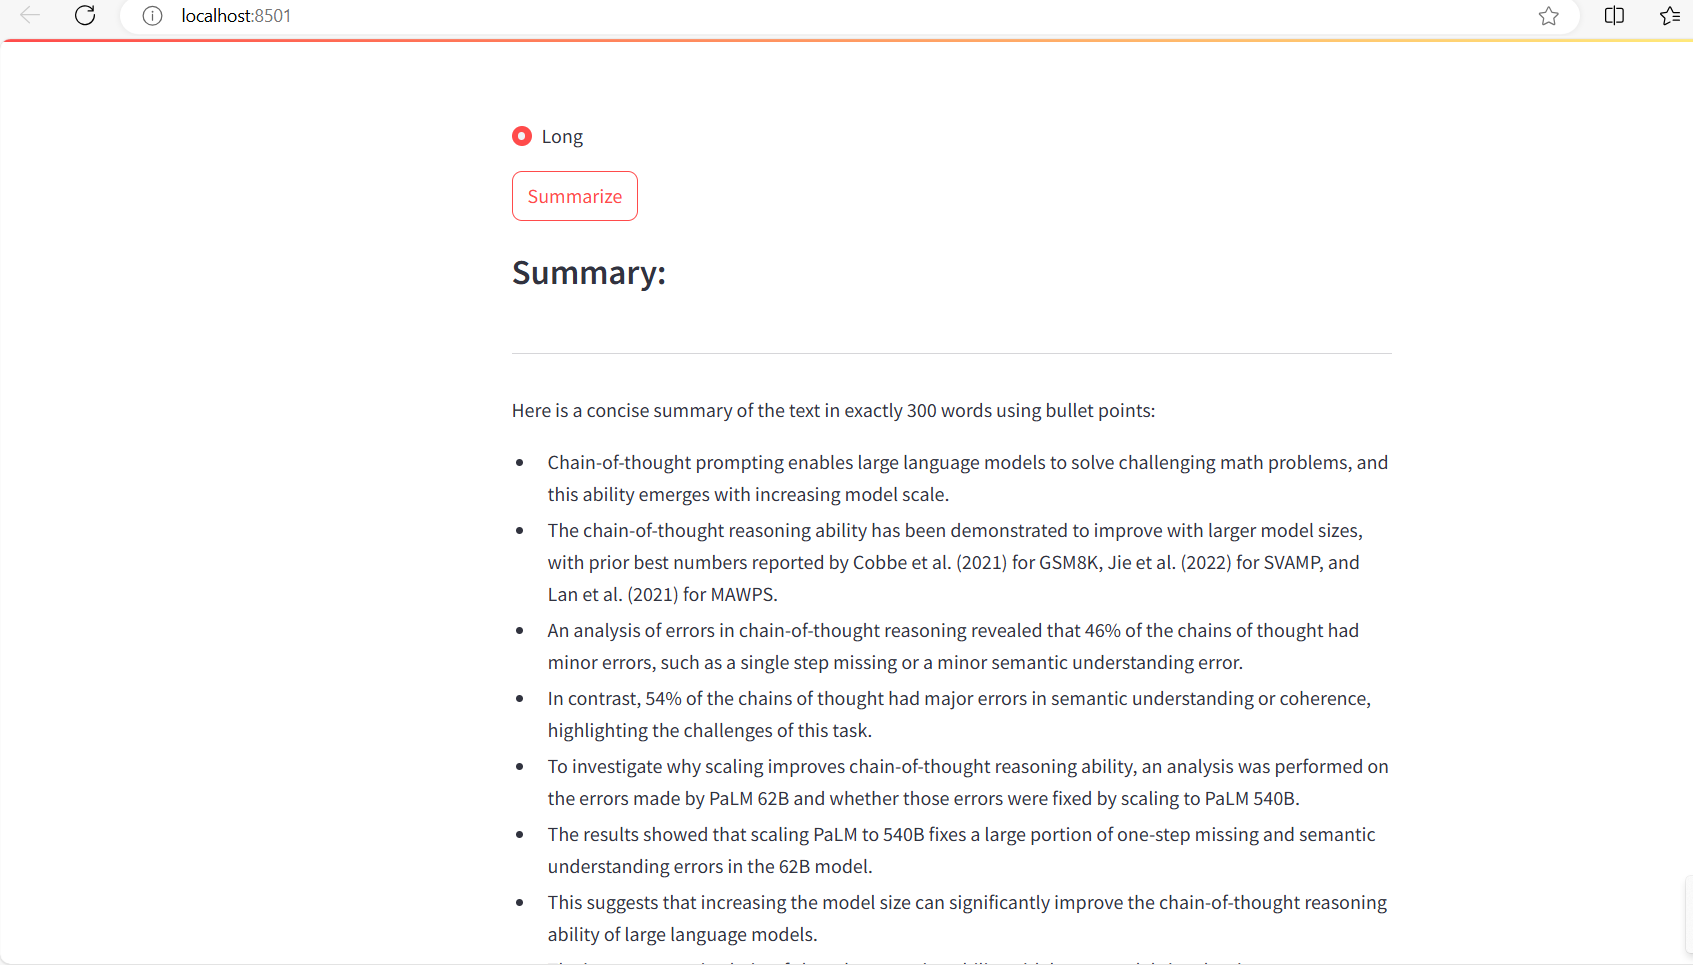 localhost:8501
Long
Summarize
Summary:
Here is a concise summary of the text in exactly 300 words using bullet points:
Chain-of-thought prompting enables large language models to solve challenging math problems, and
this ability emerges with increasing model scale.
The chain-of-thought reasoning ability has been demonstrated to improve with larger model sizes,
with prior best numbers reported by Cobbe et al. (2021) for GSM8K, Jie et al. (2022) for SVAMP, and
Lan et al. (2021) for MAWPS.
An analysis of errors in chain-of-thought reasoning revealed that 46% of the chains of thought had
minor errors, such as a single step missing or a minor semantic understanding error.
In contrast, 54% of the chains of thought had major errors in semantic understanding or coherence,
highlighting the challenges of this task.
To investigate why scaling improves chain-of-thought reasoning ability, an analysis was performed on
the errors made by PaLM 62B and whether those errors were fixed by scaling to PaLM 540B.
The results showed that scaling PaLM to 540B fixes a large portion of one-step missing and semantic
understanding errors in the 62B model.
This suggests that increasing the model size can significantly improve the chain-of-thought reasoning
ability of large language models.